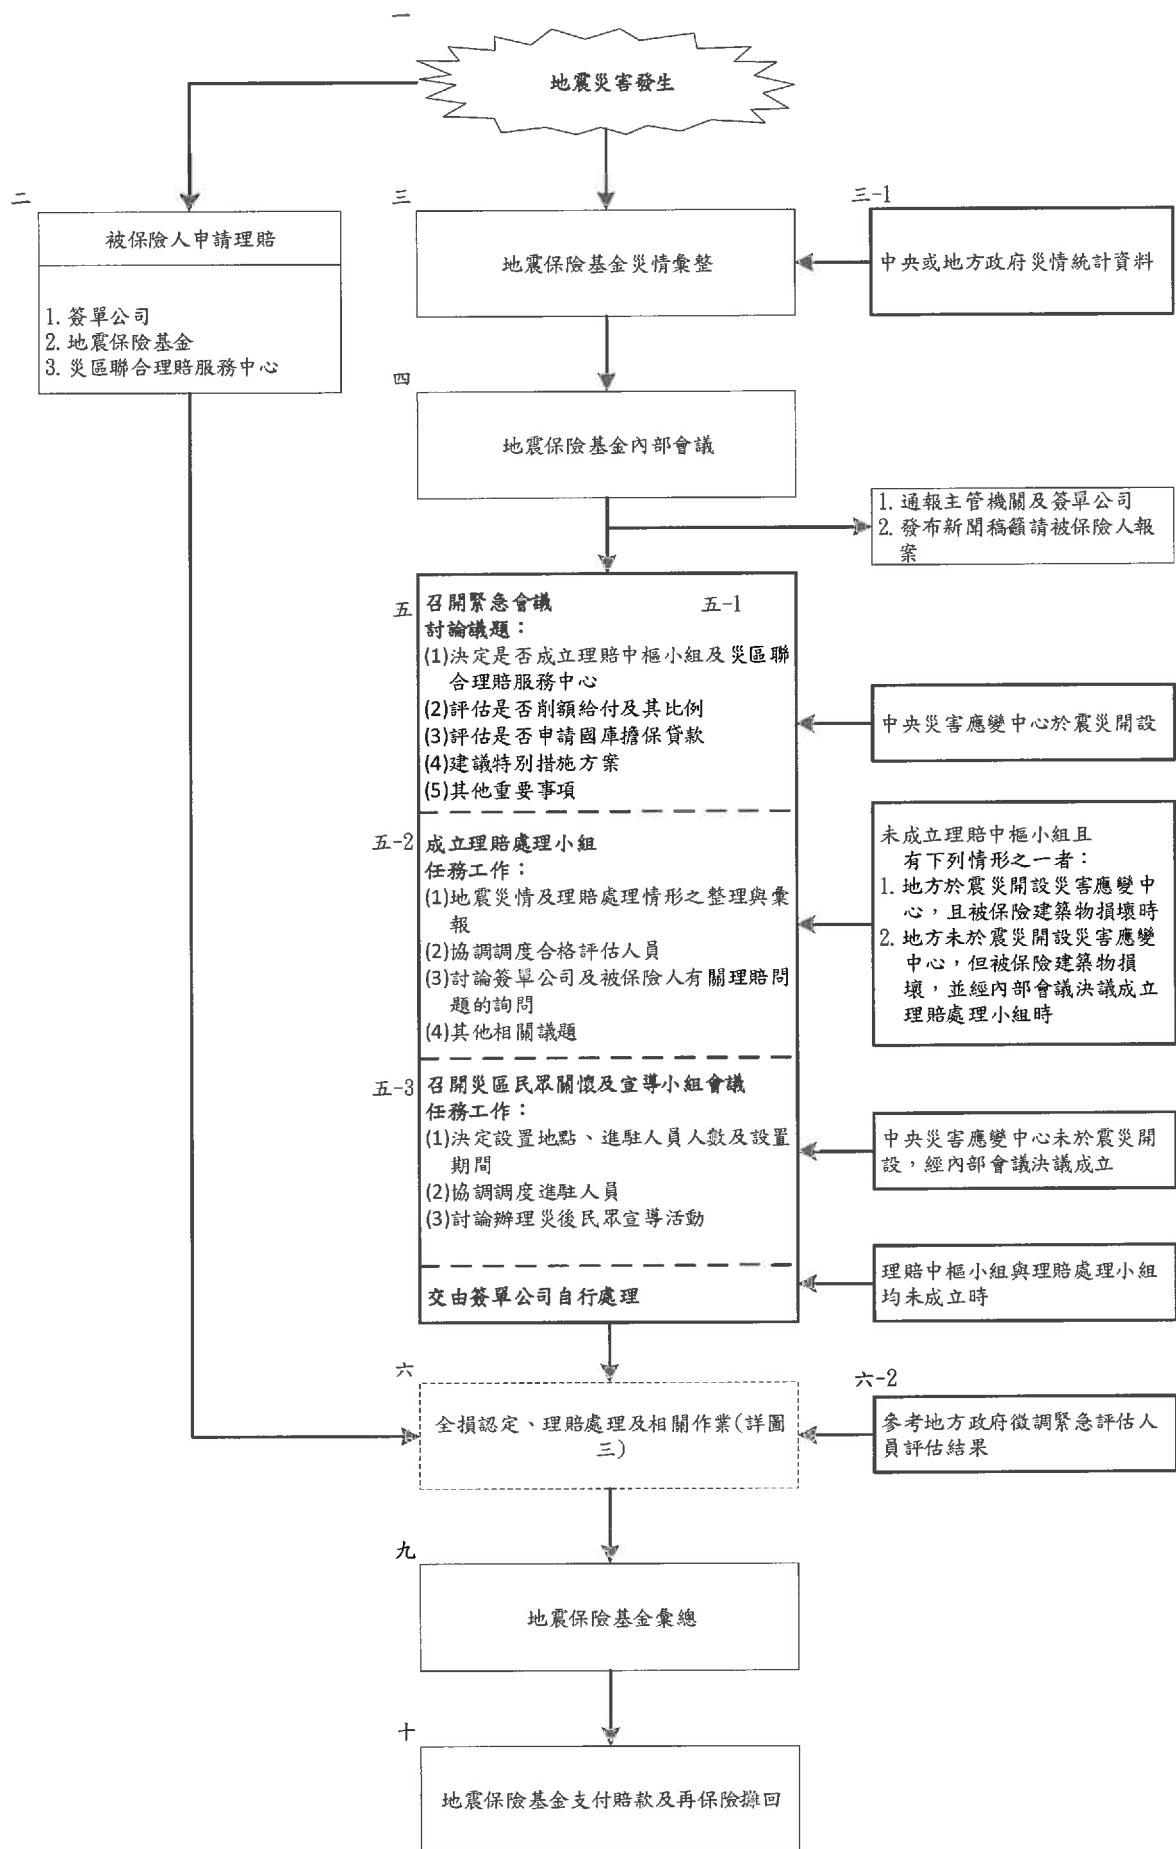 一
地震災害發生
二
被保險人申請理賠
1. 簽單公司
2. 地震保險基金
3. 災區聯合理賠服務中心
三
地震保險基金災情彙整
三-1
中央或地方政府災情統計資料
四
地震保險基金內部會議
1. 通報主管機關及簽單公司
2. 發布新聞稿籲請被保險人報
案
五
召開緊急會議
五-1
討論議題：
(1)決定是否成立理賠中樞小組及災區聯
合理賠服務中心
(2)評估是否削額給付及其比例
(3)評估是否申請國庫擔保貸款
(4)建議特別措施方案
(5)其他重要事項
中央災害應變中心於震災開設
五-2
成立理賠處理小組
任務工作：
(1)地震災情及理賠處理情形之整理與彙
報
(2)協調調度合格評估人員
(3)討論簽單公司及被保險人有關理賠問
題的詢問
(4)其他相關議題
未成立理賠中樞小組且
有下列情形之一者：
1. 地方於震災開設災害應變中
心，且被保險建築物損壞時
2. 地方未於震災開設災害應變
中心，但被保險建築物損
壞，並經內部會議決議成立
理賠處理小組時
五-3
召開災區民眾關懷及宣導小組會議
任務工作：
(1)決定設置地點、進駐人員人數及設置
期間
(2)協調調度進駐人員
(3)討論辦理災後民眾宣導活動
中央災害應變中心未於震災開
設，經內部會議決議成立
交由簽單公司自行處理
理賠中樞小組與理賠處理小組
均未成立時
六
全損認定、理賠處理及相關作業(詳圖
三)
六-2
參考地方政府徵調緊急評估人
員評估結果
九
地震保險基金彙總
十
地震保險基金支付賠款及再保險攤回